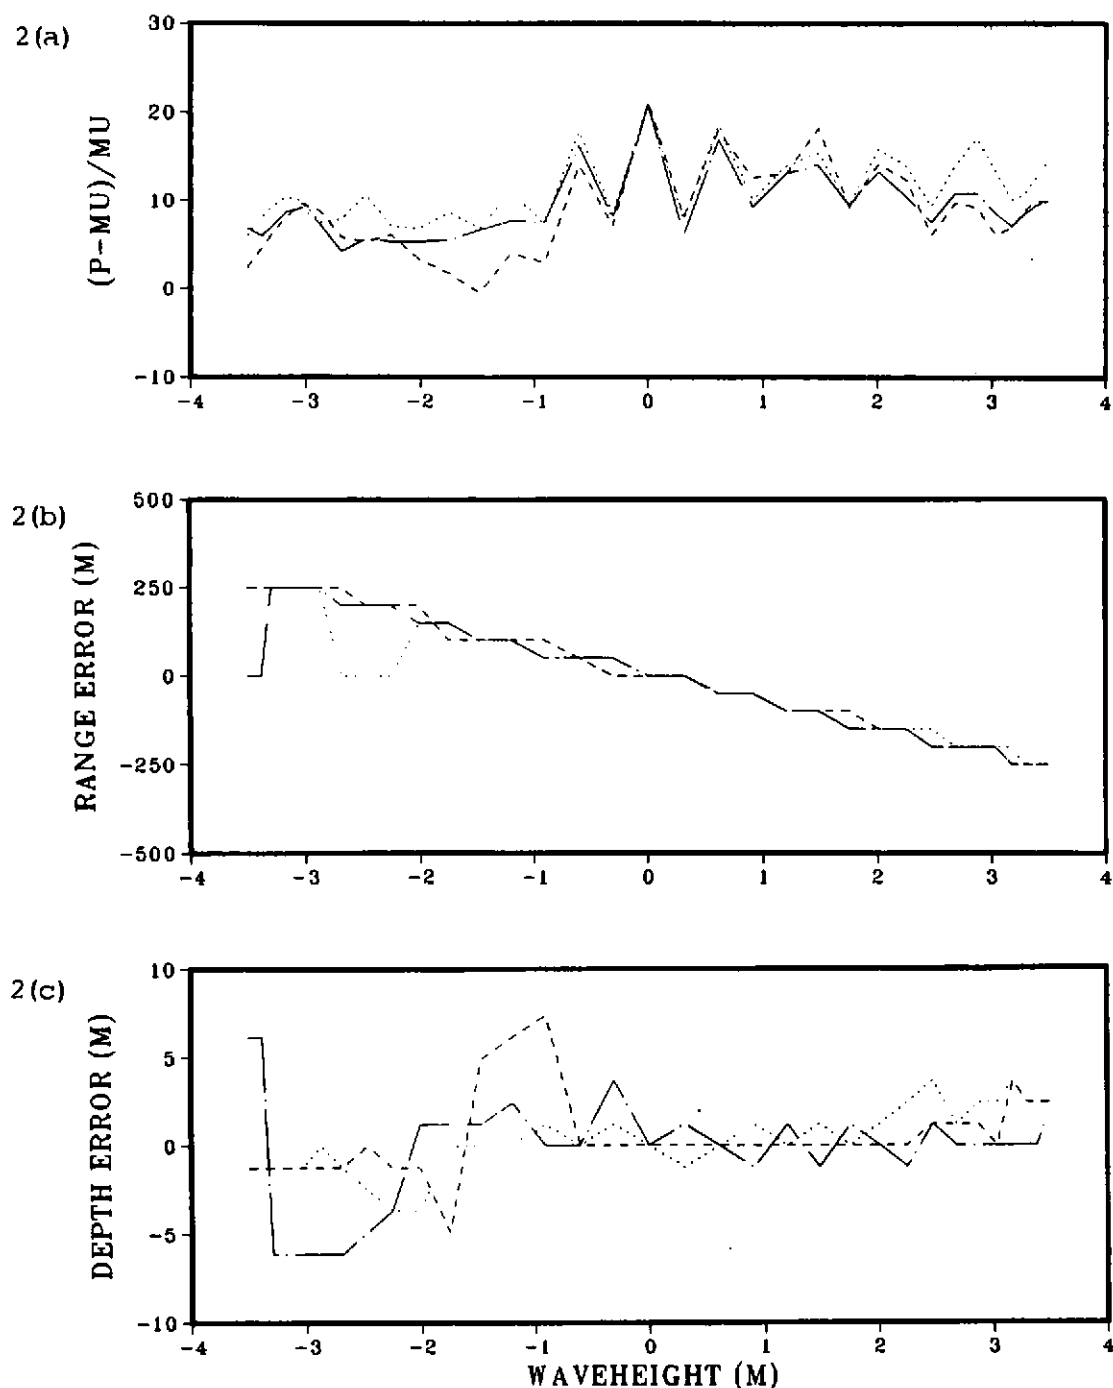 2(a)
(P-MU)/MU
30
20
10
0
-10
-4 -3 -2 -1 0 1 2 3 4
2(b)
RANGE ERROR (M)
500
250
0
-250
-500
-4 -3 -2 -1 0 1 2 3 4
2(c)
DEPTH ERROR (M)
10
5
0
-5
-10
-4 -3 -2 -1 0 1 2 3 4
WAVEHEIGHT (M)